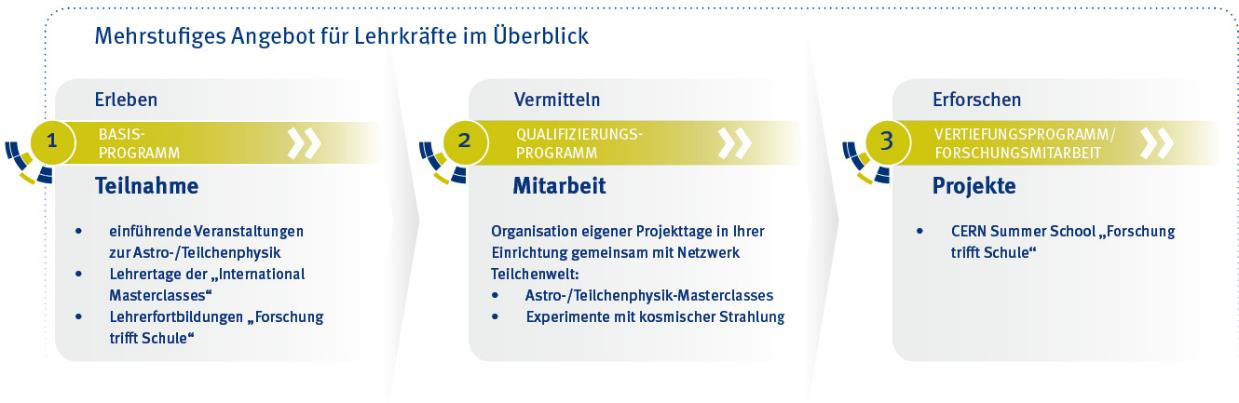 Mehrstufiges Angebot für Lehrkräfte im Überblick
Erleben
1
BASIS-
PROGRAMM
Teilnahme
• einführende Veranstaltungen
zur Astro-/Teilchenphysik
• Lehrertage der „International
Masterclasses“
• Lehrerfortbildungen „Forschung
trifft Schule“
Vermitteln
2
QUALIFIZIERUNGS-
PROGRAMM
Mitarbeit
Organisation eigener Projekttage in Ihrer
Einrichtung gemeinsam mit Netzwerk
Teilchenwelt:
• Astro-/Teilchenphysik-Masterclasses
• Experimente mit kosmischer Strahlung
Erforschen
3
VERTIEFUNGSPROGRAMM/
FORSCHUNGSMITARBEIT
Projekte
• CERN Summer School „Forschung
trifft Schule“